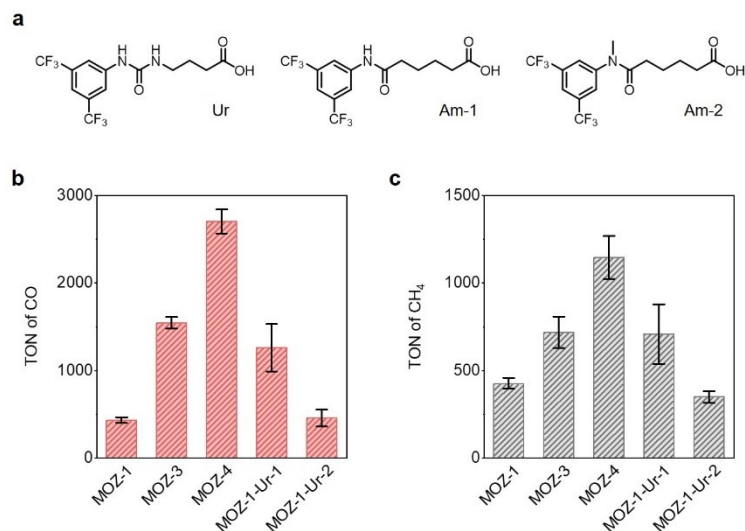 a
CF₃
H
N
H
N
O
O
OH
CF₃
Ur
CF₃
H
N
O
O
OH
CF₃
Am-1
CF₃
N
O
O
OH
CF₃
Am-2
b
TON of CO
3000
2000
1000
0
MOZ-1
MOZ-3
MOZ-4
MOZ-1-Ur-1
MOZ-1-Ur-2
c
TON of CH₄
1500
1000
500
0
MOZ-1
MOZ-3
MOZ-4
MOZ-1-Ur-1
MOZ-1-Ur-2